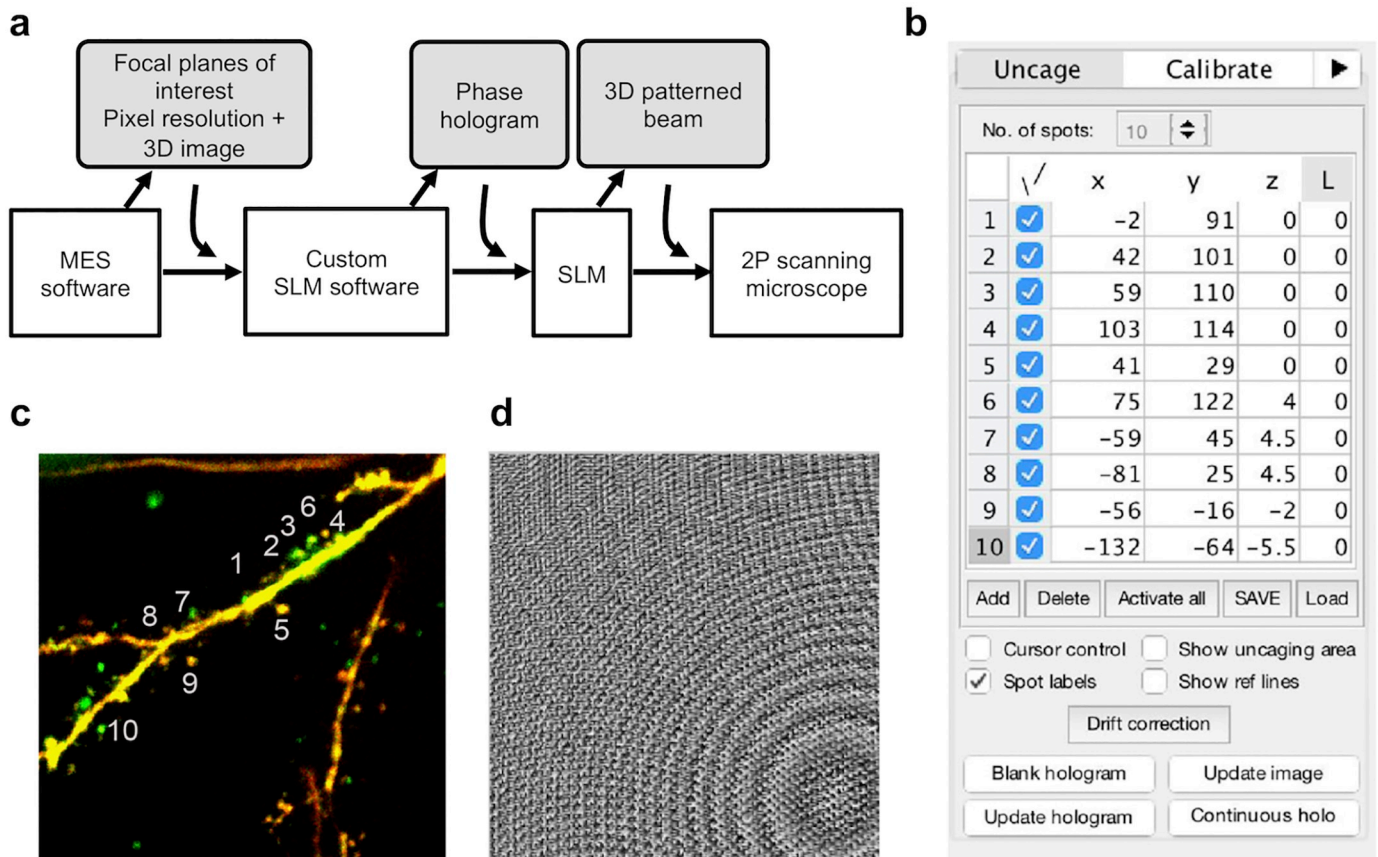 a
Focal planes of
interest
Pixel resolution +
3D image
Phase
hologram
3D patterned
beam
MES
software
Custom
SLM software
SLM
2P scanning
microscope
b
Uncage Calibrate
No. of spots: 10
x y z L
1 -2 91 0 0
2 42 101 0 0
3 59 110 0 0
4 103 114 0 0
5 41 29 0 0
6 75 122 4 0
7 -59 45 4.5 0
8 -81 25 4.5 0
9 -56 -16 -2 0
10 -132 -64 -5.5 0
Add Delete Activate all SAVE Load
Cursor control Show uncaging area
Spot labels Show ref lines
Drift correction
Blank hologram Update image
Update hologram Continuous holo
c
6
3 4
2
1
7
8
5
9
10
d